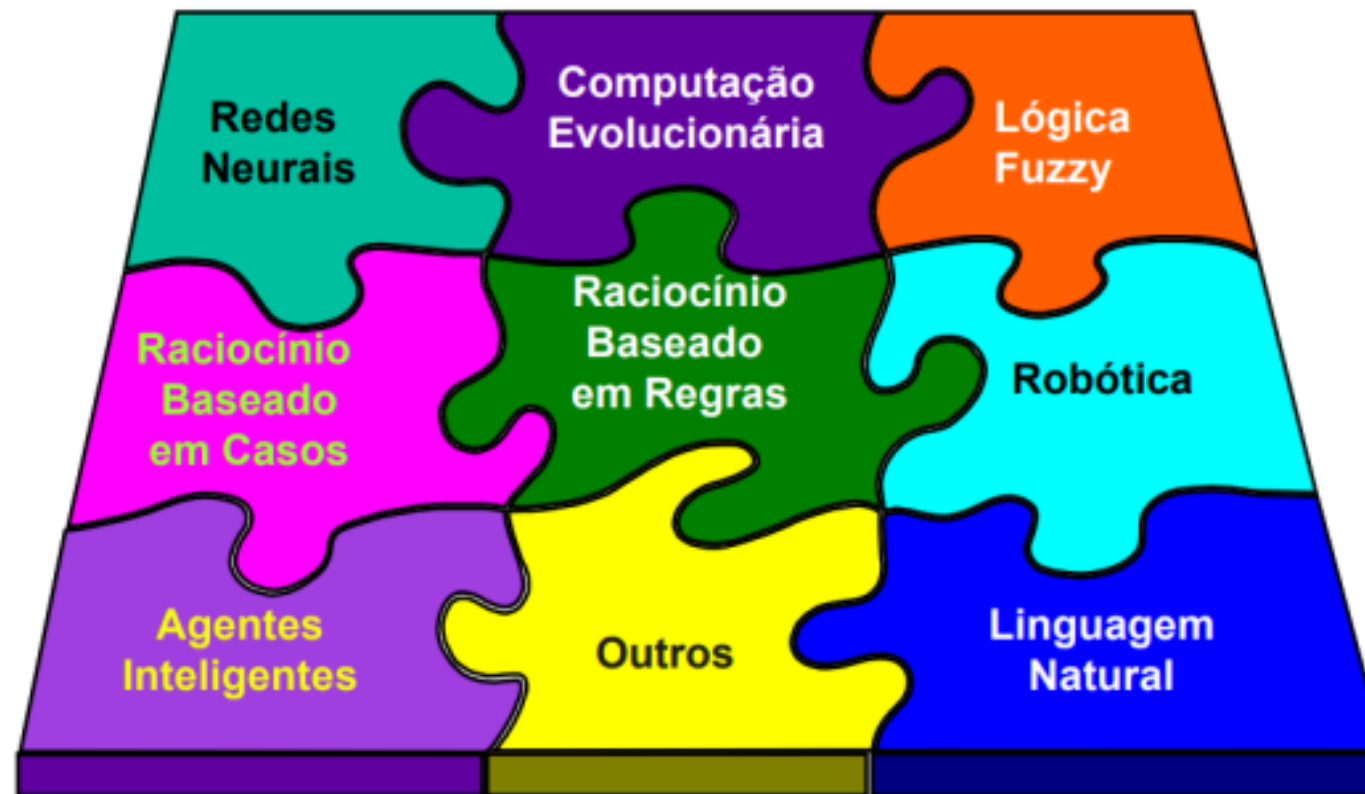 Redes
Neurais
Computação
Evolucionária
Lógica
Fuzzy
Raciocínio
Baseado
em Casos
Raciocínio
Baseado
em Regras
Robótica
Agentes
Inteligentes
Outros
Linguagem
Natural